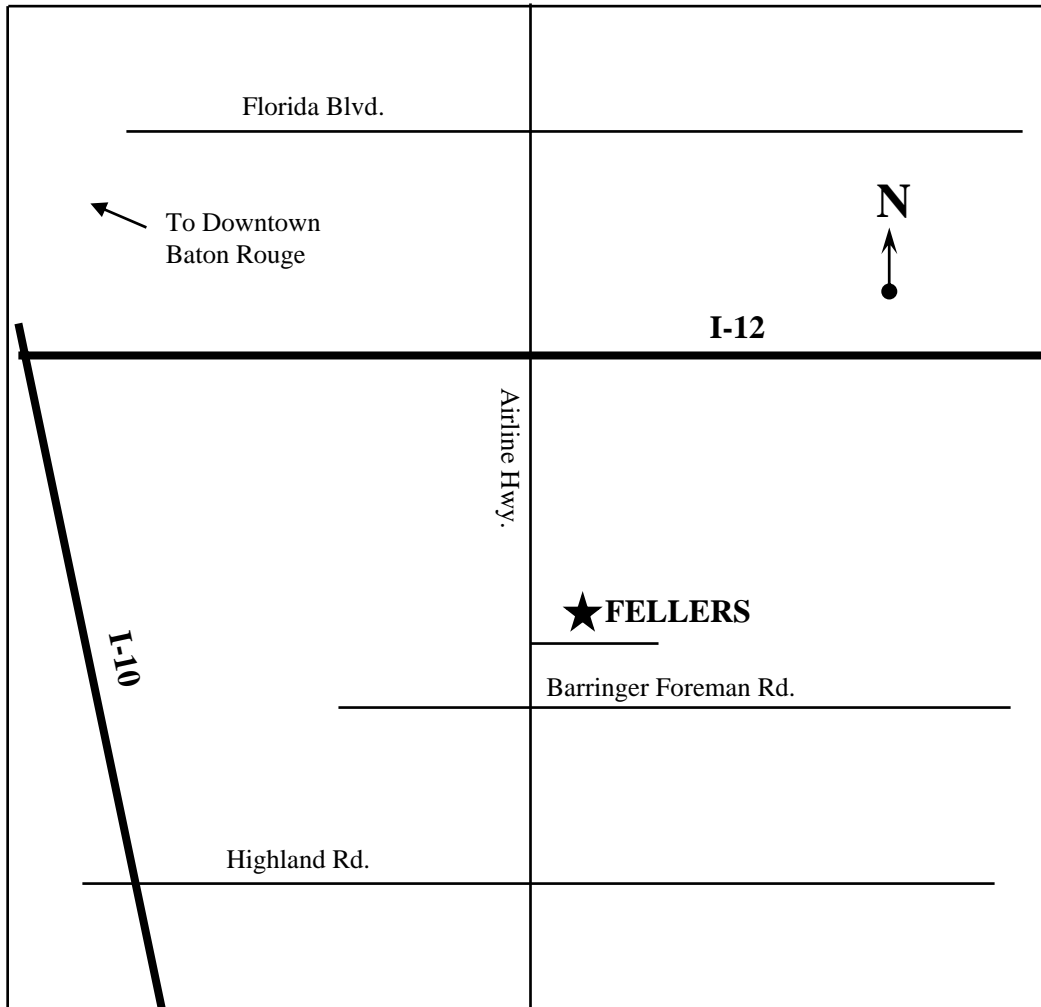 Florida Blvd.
N
To Downtown
Baton Rouge
I-12
Airline Hwy.
FELLERS
I-10
Barringer Foreman Rd.
Highland Rd.